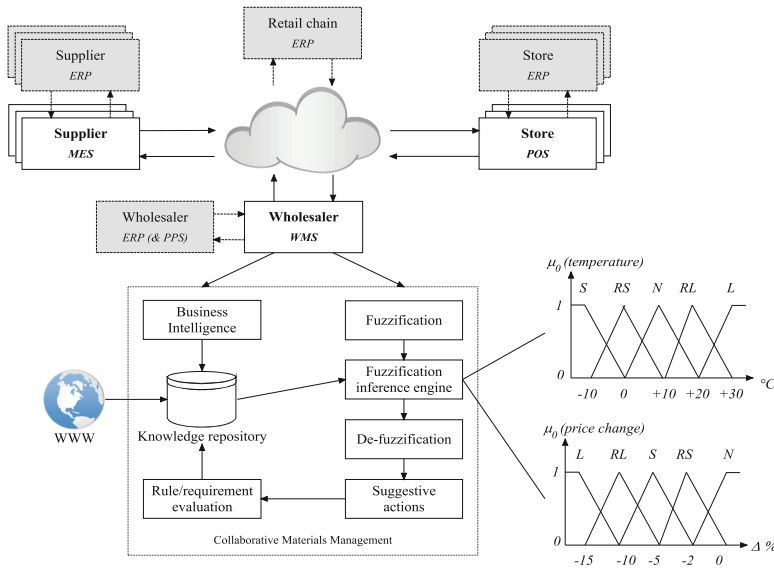 Retail chain
ERP
Supplier
ERP
Store
ERP
Supplier
MES
Store
POS
Wholesaler
ERP (& PPS)
Wholesaler
WMS
Business
Intelligence
Fuzzification
Fuzzification
inference engine
WWW
Knowledge repository
De-fuzzification
Rule/requirement
evaluation
Suggestive
actions
Collaborative Materials Management
μ0 (temperature)
S RS N RL L
1
0
-10 0 +10 +20 +30 °C
μ0 (price change)
L RL S RS N
1
0
-15 -10 -5 -2 0 Δ %